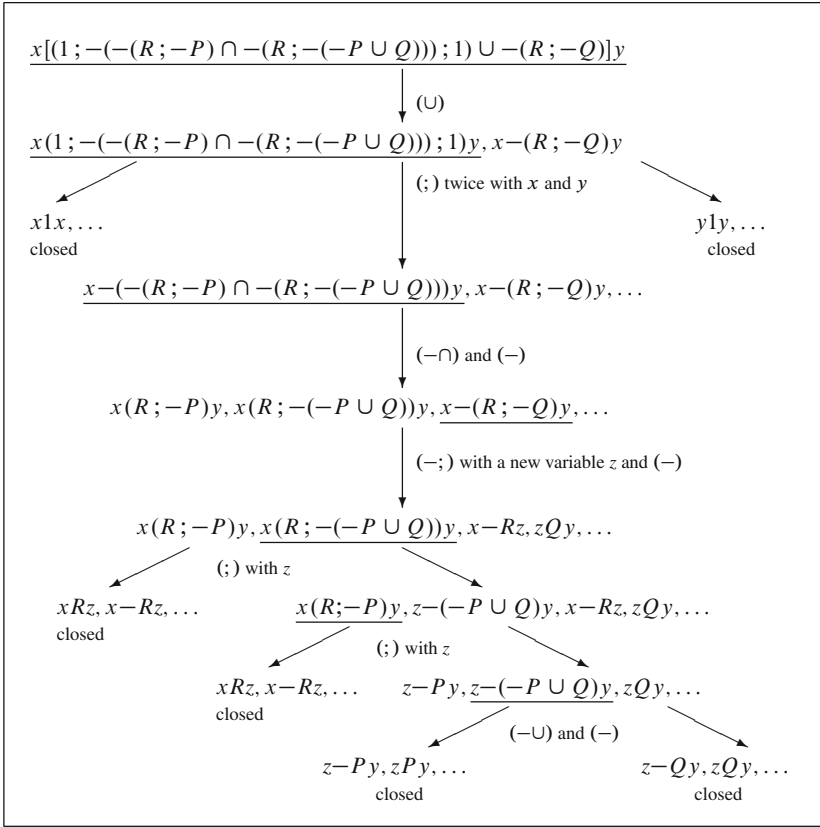 x[(1 ; −(−(R ; −P) ∩ −(R ; −(−P ∪ Q))) ; 1) ∪ −(R ; −Q)]y
(∪)
x(1 ; −(−(R ; −P) ∩ −(R ; −(−P ∪ Q))) ; 1)y, x−(R ; −Q)y
(;) twice with x and y
x1x, . . .
closed
y1y, . . .
closed
x−(−(R ; −P) ∩ −(R ; −(−P ∪ Q)))y, x−(R ; −Q)y, . . .
(−∩) and (−)
x(R ; −P)y, x(R ; −(−P ∪ Q))y, x−(R ; −Q)y, . . .
(−;) with a new variable z and (−)
x(R ; −P)y, x(R ; −(−P ∪ Q))y, x−Rz, zQy, . . .
(;) with z
xRz, x−Rz, . . .
closed
x(R;−P)y, z−(−P ∪ Q)y, x−Rz, zQy, . . .
(;) with z
xRz, x−Rz, . . .
closed
z−Py, z−(−P ∪ Q)y, zQy, . . .
(−∪) and (−)
z−Py, zPy, . . .
closed
z−Qy, zQy, . . .
closed